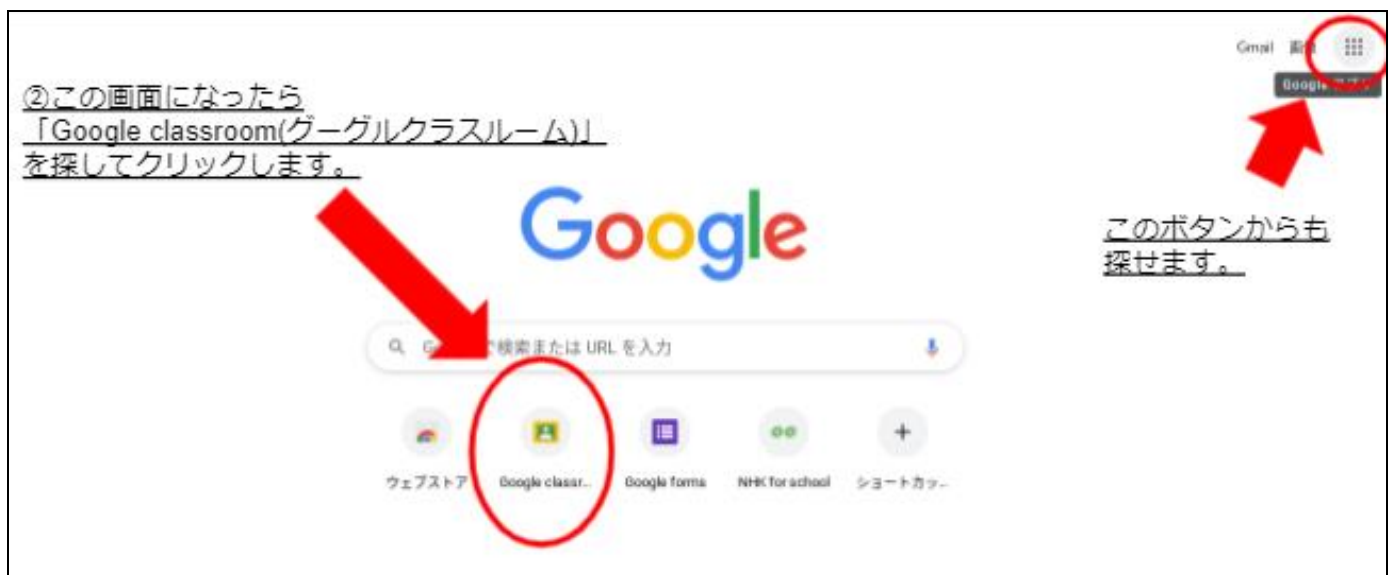 Gmail
②この画面になったら
「Google classroom(グーグルクラスルーム)」
を探してクリックします。
Google
このボタンからも
探せます。
で検索または URL を入力
ウェブストア
Google classr...
Google forms
NHK for school
ショートカッ...